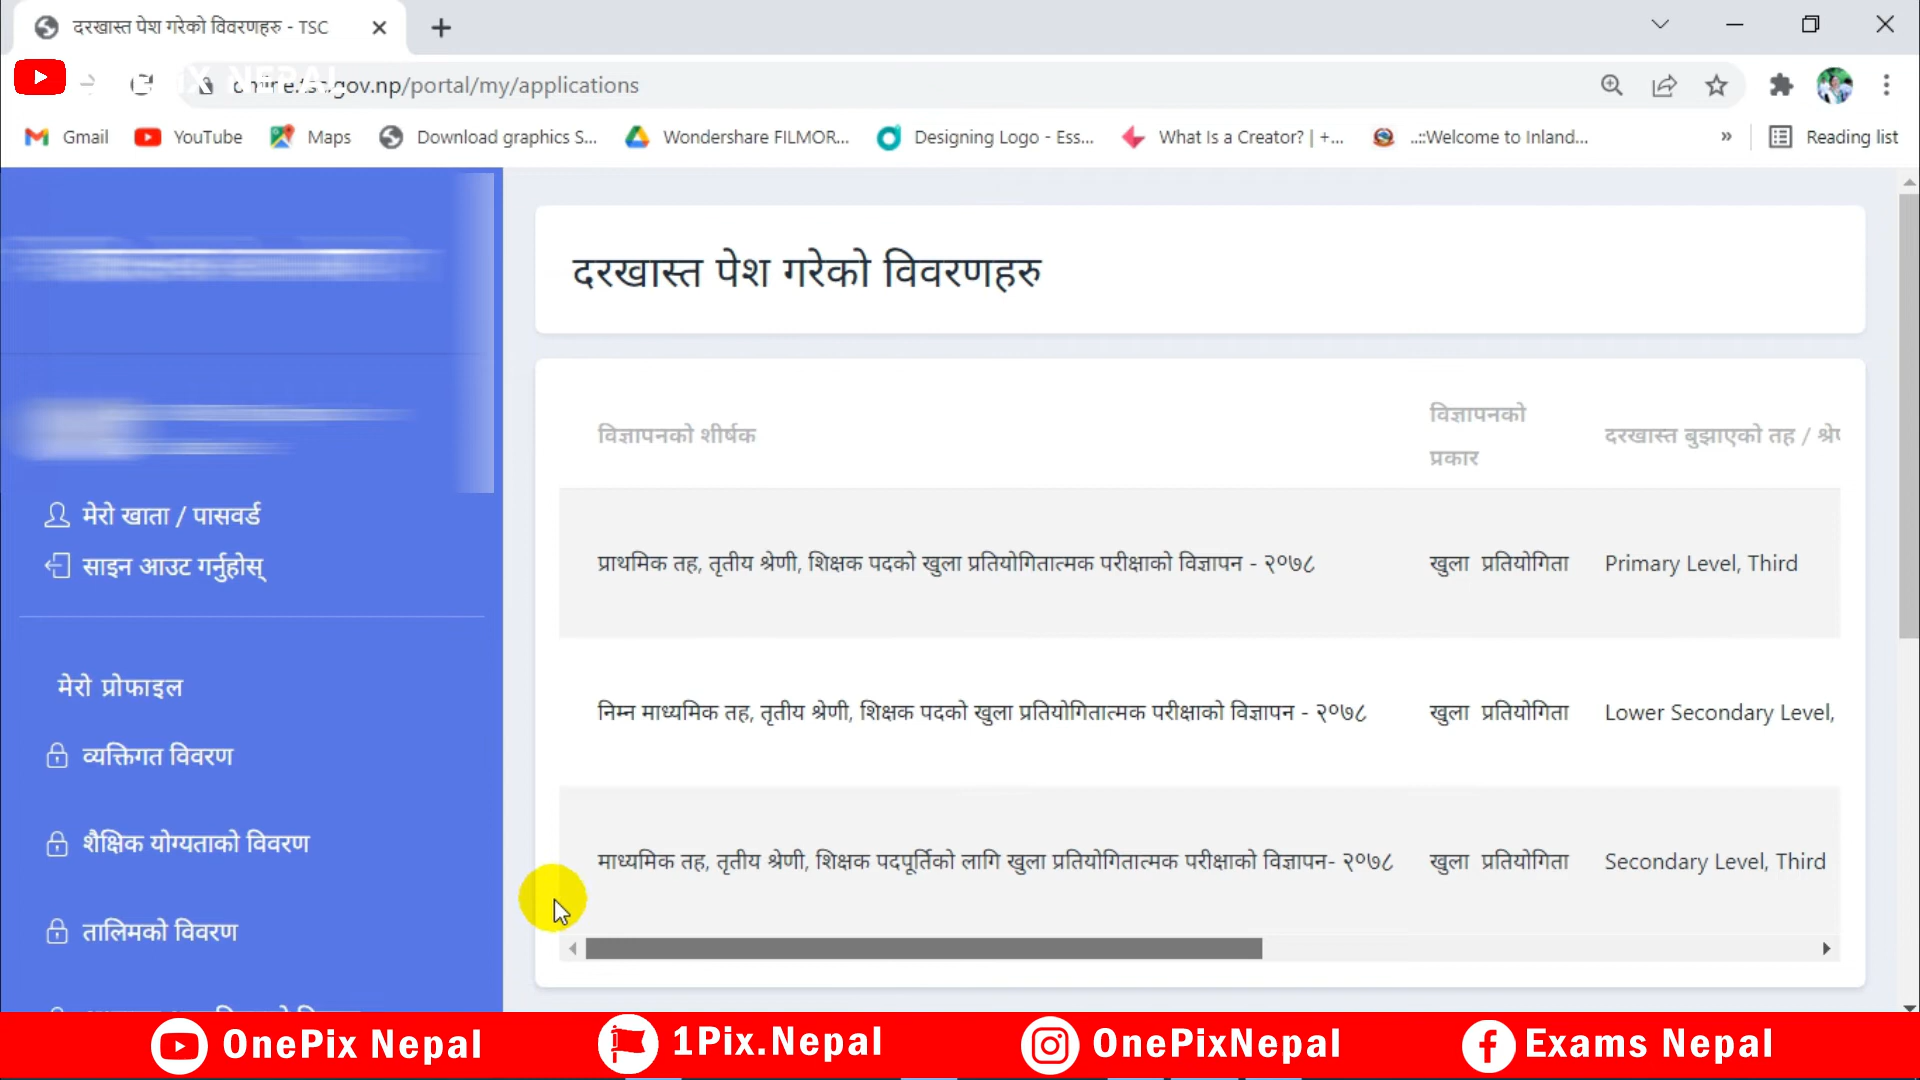 दरखास्त पेश गरेको विवरणहरु - TSC
gov.np/portal/my/applications
Gmail
YouTube
Maps
Download graphics S...
Wondershare FILMOR...
Designing Logo - Ess...
What Is a Creator? | +...
..::Welcome to Inland...
»
Reading list
दरखास्त पेश गरेको विवरणहरु
विज्ञापनको शीर्षक
विज्ञापनको प्रकार
दरखास्त बुझाएको तह /
प्राथमिक तह, तृतीय श्रेणी, शिक्षक पदको खुला प्रतियोगितात्मक परीक्षाको विज्ञापन - २०७८
खुला प्रतियोगिता
Primary Level, Third
निम्न माध्यमिक तह, तृतीय श्रेणी, शिक्षक पदको खुला प्रतियोगितात्मक परीक्षाको विज्ञापन - २०७८
खुला प्रतियोगिता
Lower Secondary Level,
माध्यमिक तह, तृतीय श्रेणी, शिक्षक पदपूर्तिको लागि खुला प्रतियोगितात्मक परीक्षाको विज्ञापन- २०७८
खुला प्रतियोगिता
Secondary Level, Third
मेरो खाता / पासवर्ड
साइन आउट गर्नुहोस्
मेरो प्रोफाइल
व्यक्तिगत विवरण
शैक्षिक योग्यताको विवरण
तालिमको विवरण
OnePix Nepal
1Pix.Nepal
OnePixNepal
Exams Nepal